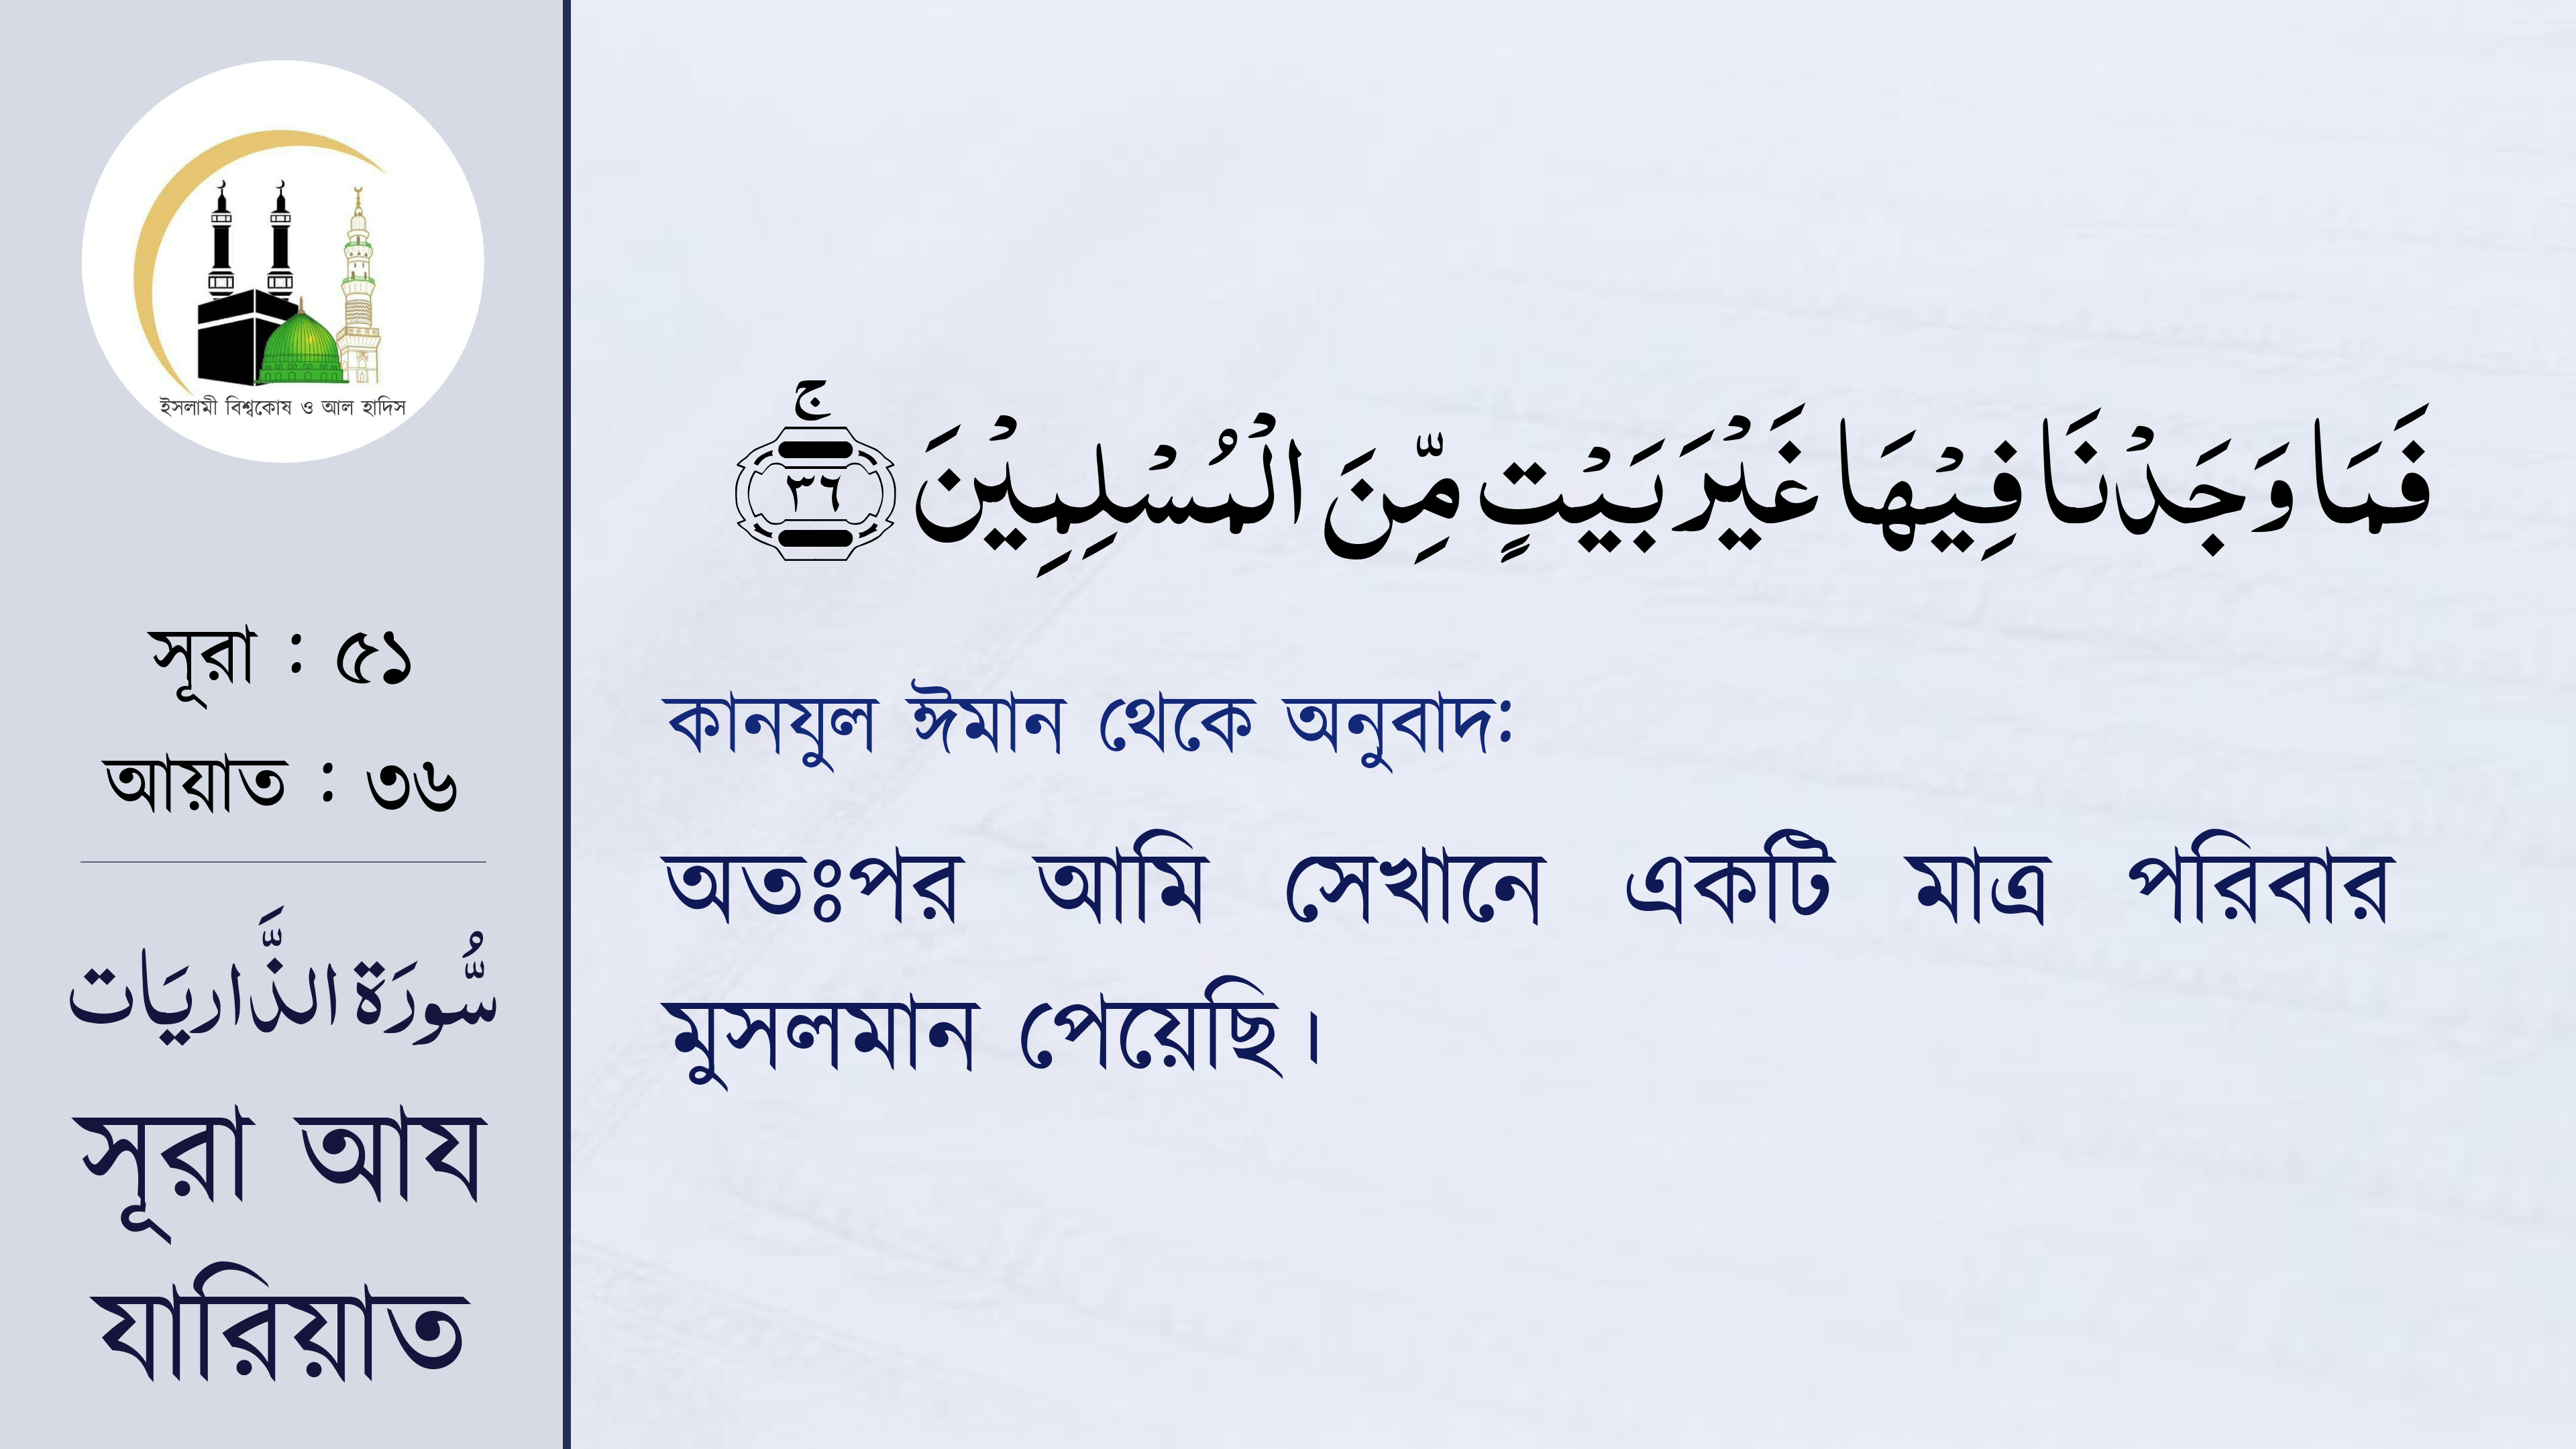 ইসলামী বিশ্বকোষ ও আল হাদিস
সূরা : ৫১
আয়াত : ৩৬
سُّورَة الذَّاريَات
সূরা আয
যারিয়াত
فَمَا وَجَدْنَا فِيْهَا غَيْرَ بَيْتٍ مِّنَ الْمُسْلِمِيْنَ ۚ ﴿٣٦﴾
কানযুল ঈমান থেকে অনুবাদ:
অতঃপর আমি সেখানে একটি মাত্র পরিবার
মুসলমান পেয়েছি।